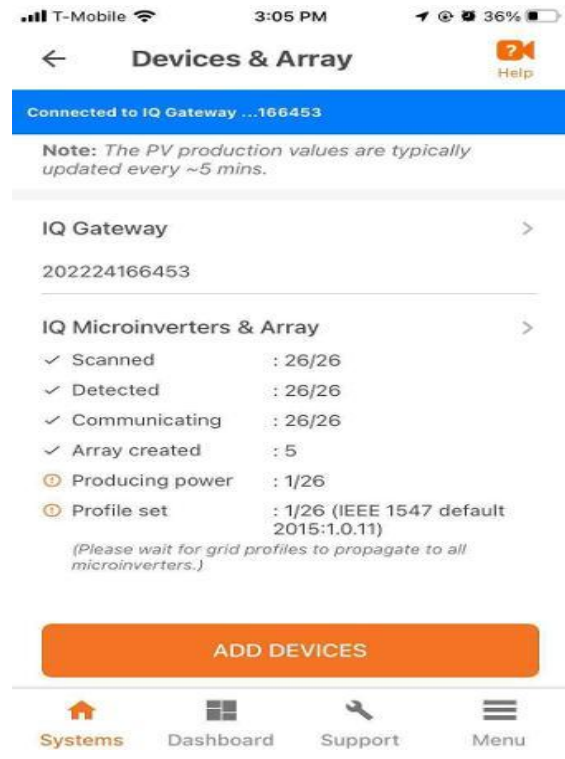 T-Mobile 3:05 PM 36%
Devices & Array
Help
Connected to IQ Gateway ...166453
Note: The PV production values are typically
updated every ~5 mins.
IQ Gateway
202224166453
IQ Microinverters & Array
Scanned : 26/26
Detected : 26/26
Communicating : 26/26
Array created : 5
Producing power : 1/26
Profile set : 1/26 (IEEE 1547 default
2015:1.0.11)
(Please wait for grid profiles to propagate to all
microinverters.)
ADD DEVICES
Systems Dashboard Support Menu